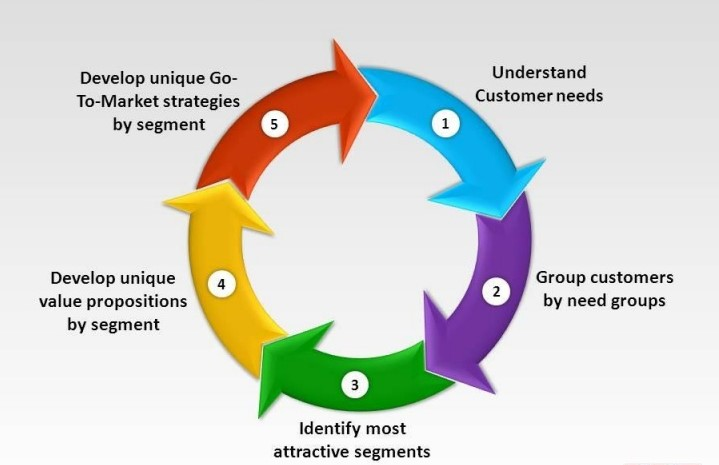 Understand
Customer needs
1
Group customers
by need groups
2
3
Identify most
attractive segments
Develop unique
value propositions
by segment
4
Develop unique Go-
To-Market strategies
by segment
5